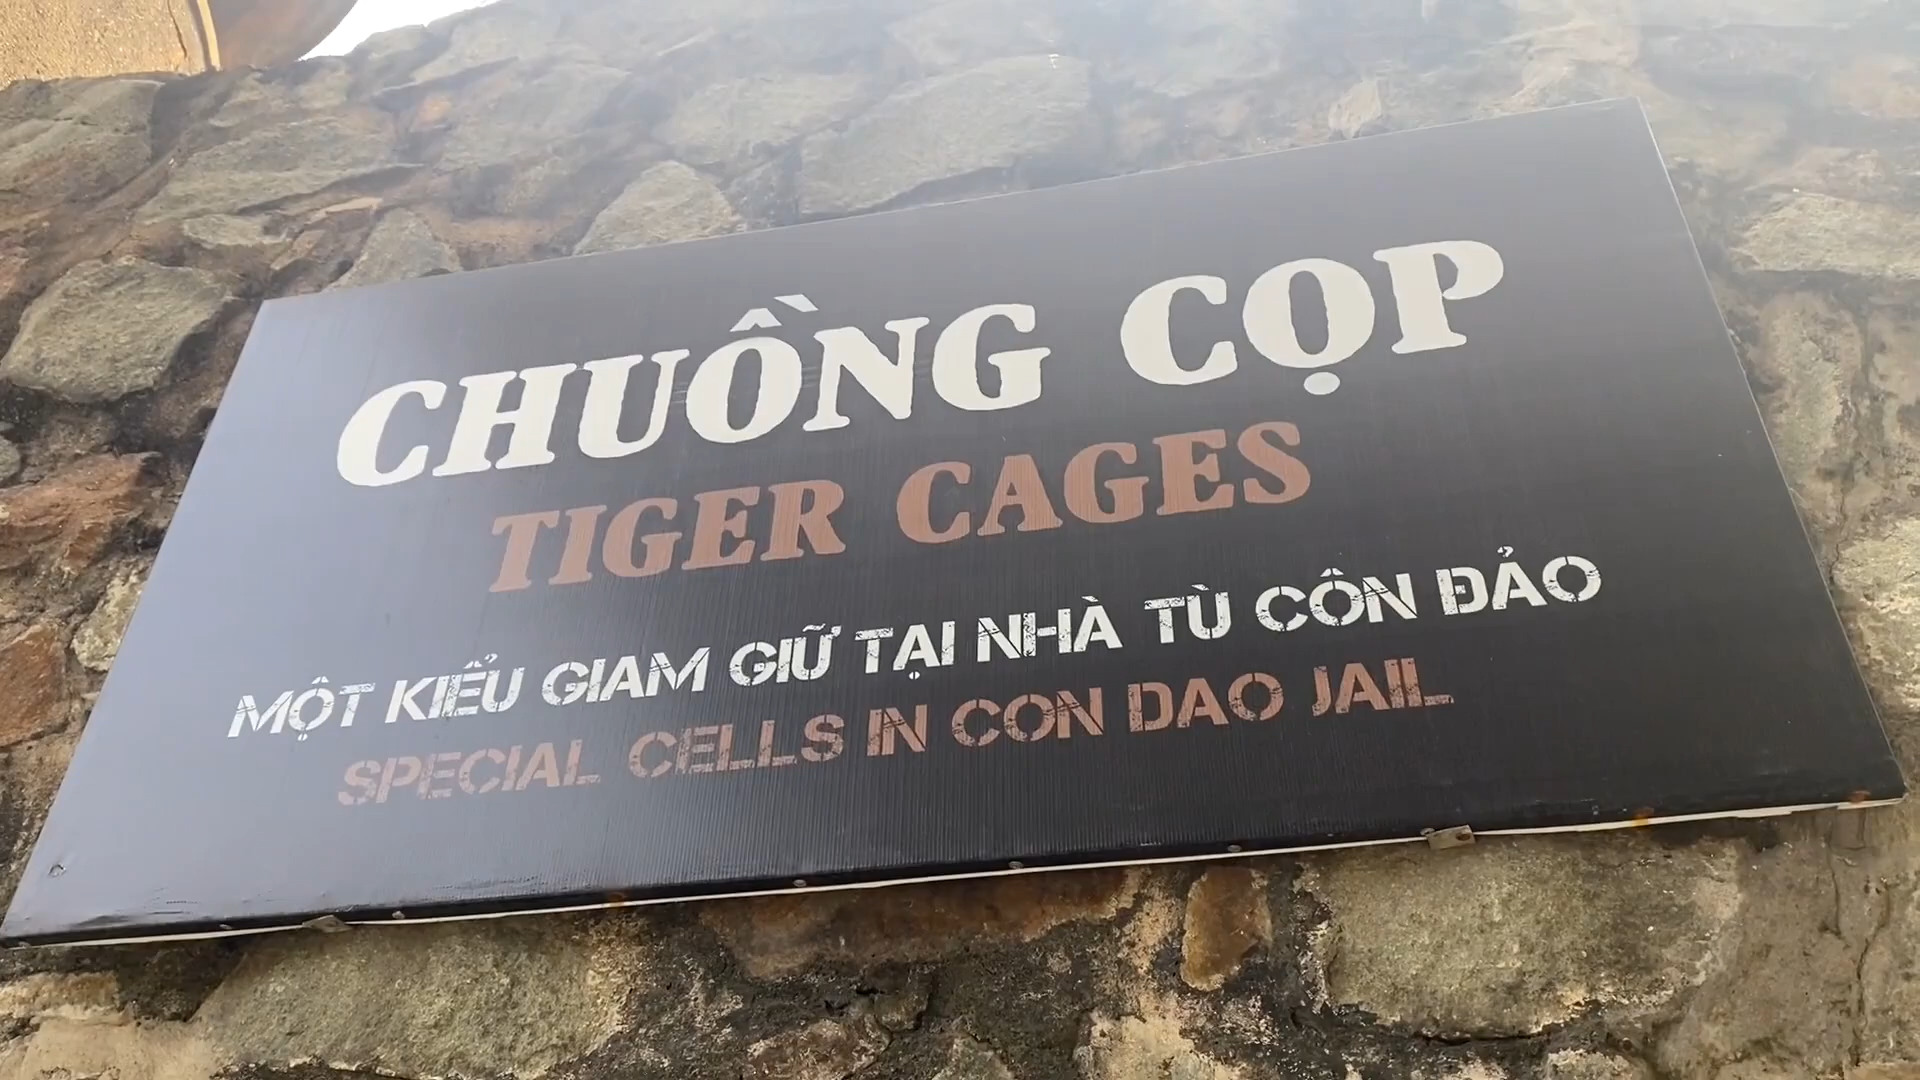 CHUỒNG CỌP
TIGER CAGES
MỘT KIỂU GIAM GIỮ TẠI NHÀ TÙ CÔN ĐẢO
SPECIAL CELLS IN CON DAO JAIL